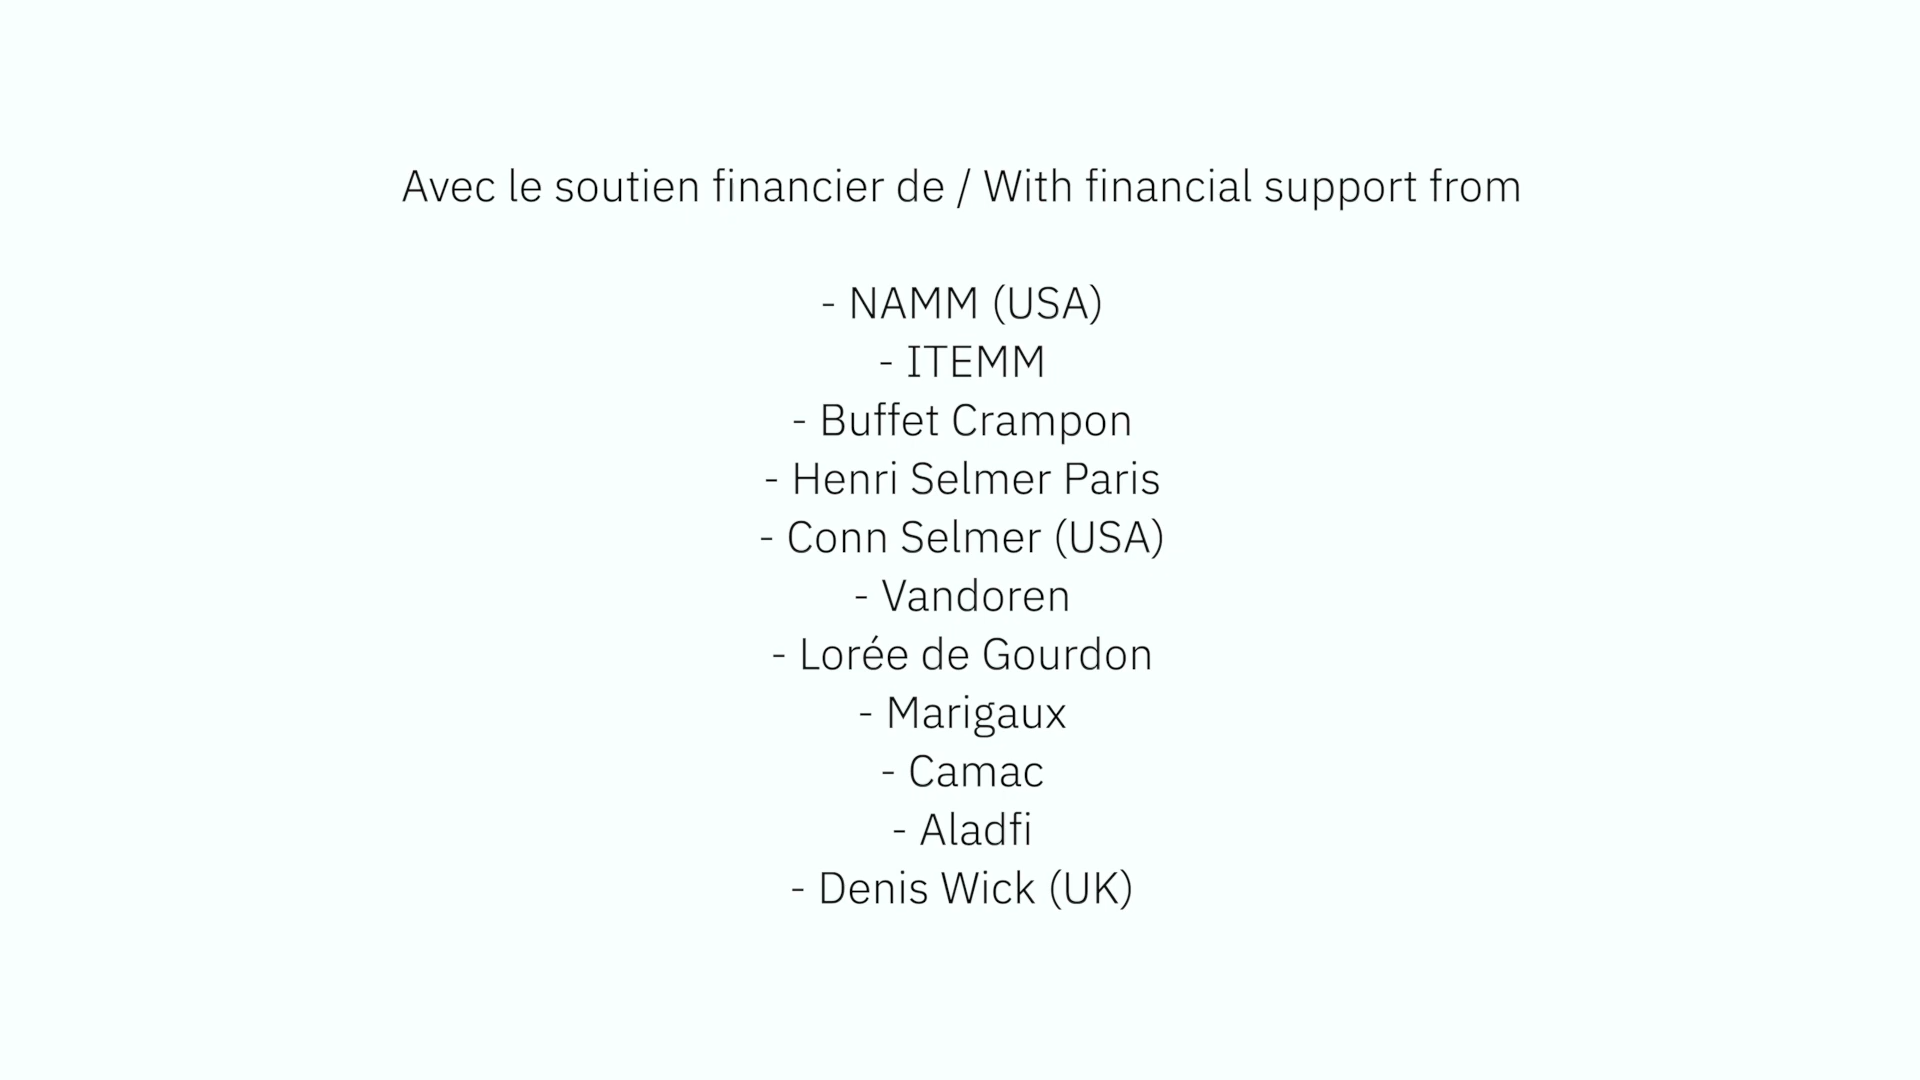 Avec le soutien financier de / With financial support from
- NAMM (USA)
- ITEMM
- Buffet Crampon
- Henri Selmer Paris
- Conn Selmer (USA)
- Vandoren
- Lorée de Gourdon
- Marigaux
- Camac
- Aladfi
- Denis Wick (UK)